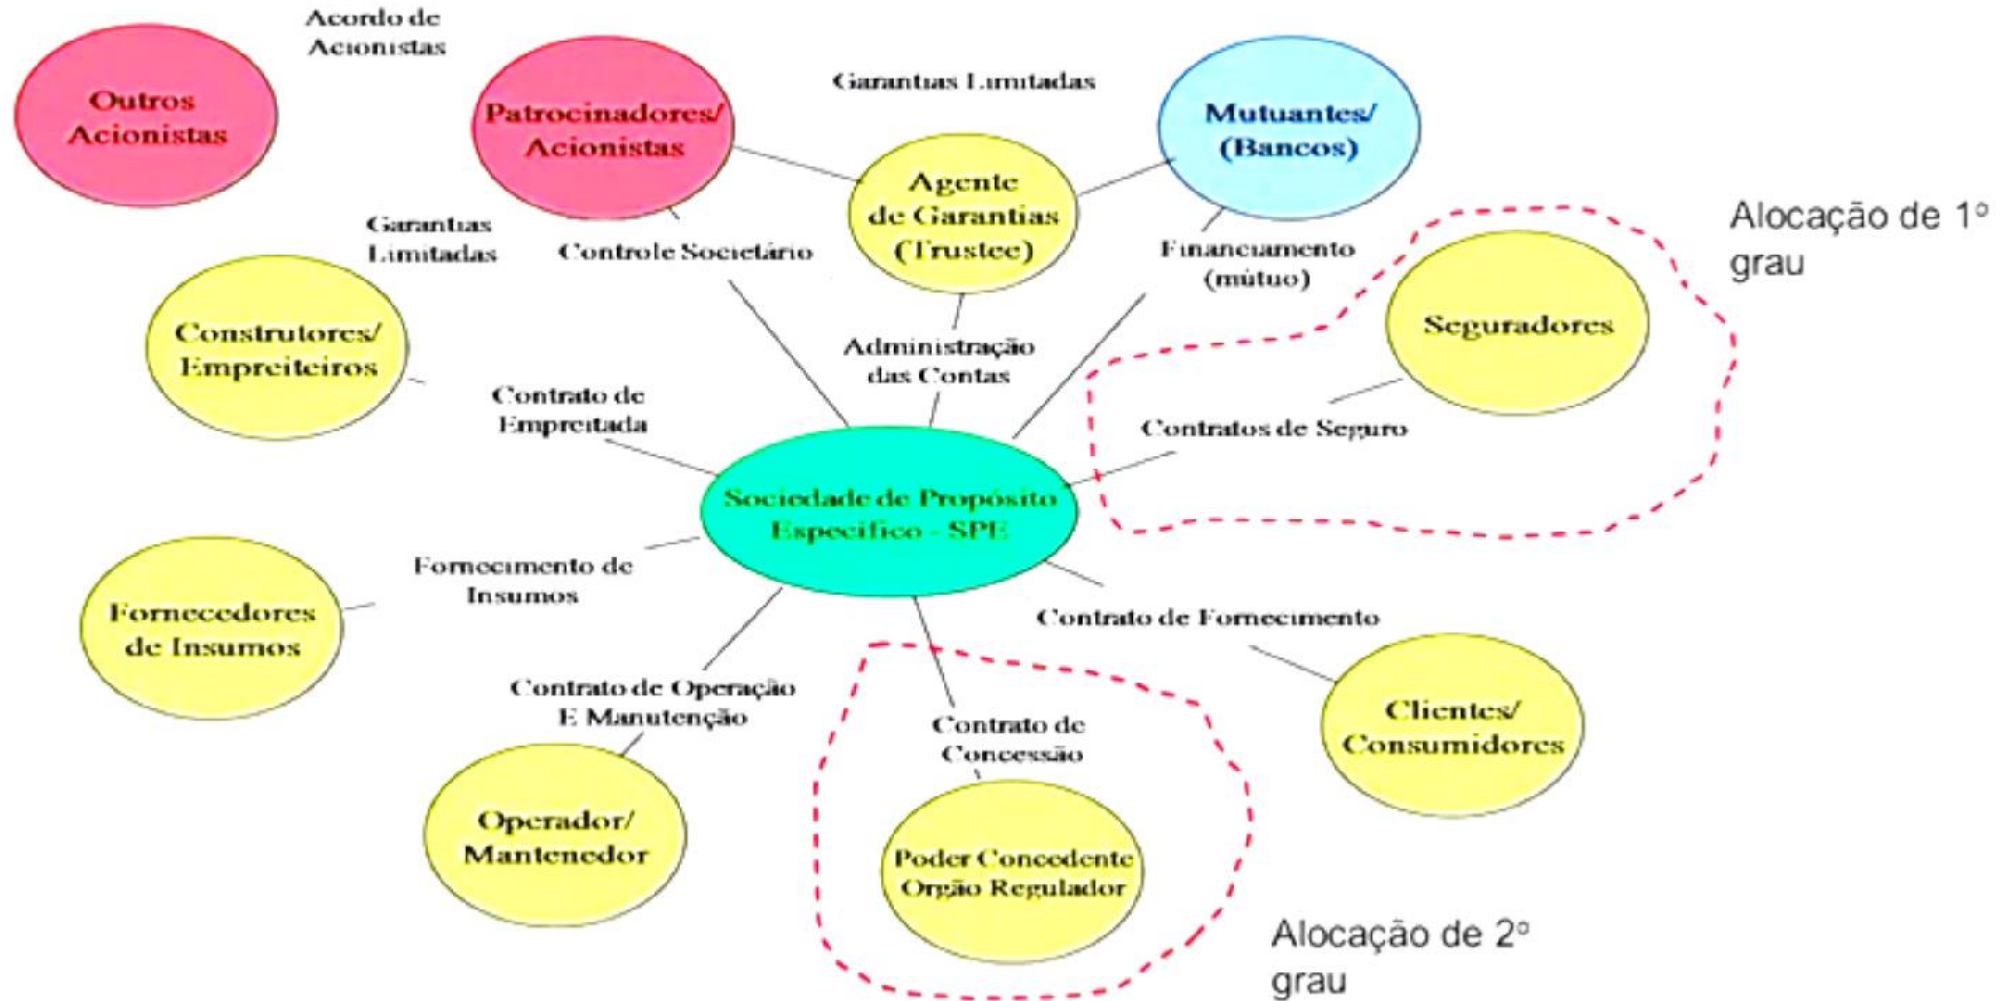 Acordo de
Acionistas
Outros
Acionistas
Patrocinadores/
Acionistas
Garantias Limitadas
Mutuantes/
(Bancos)
Agente
de Garantias
(Trustee)
Alocação de 1º
grau
Garantias
Limitadas
Controle Societário
Financiamento
(mútuo)
Construtores/
Empreiteiros
Seguradores
Administração
das Contas
Contrato de
Empreitada
Contratos de Seguro
Sociedade de Propósito
Específico - SPE
Fornecimento de
Insumos
Fornecedores
de Insumos
Contrato de Fornecimento
Contrato de Operação
E Manutenção
Contrato de
Concessão
Clientes/
Consumidores
Operador/
Mantenedor
Poder Concedente
Orgão Regulador
Alocação de 2º
grau